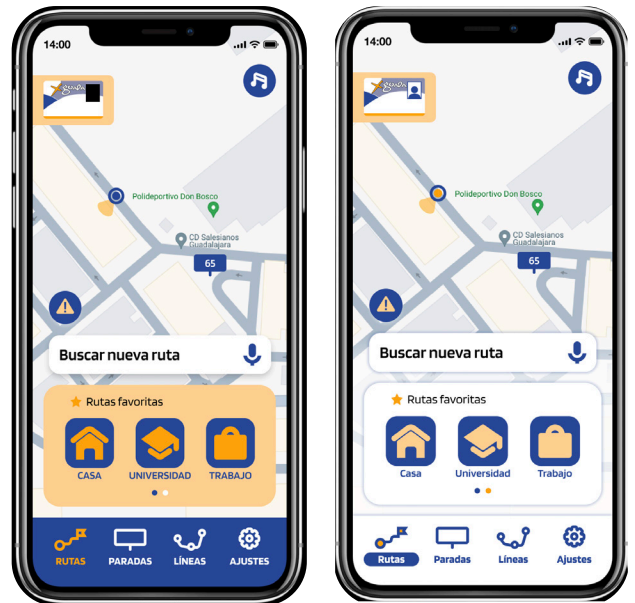 14:00
Polideportivo Don Bosco
CD Salesianos
Guadalajara
65
Buscar nueva ruta
Rutas favoritas
CASA UNIVERSIDAD TRABAJO
RUTAS PARADAS LÍNEAS AJUSTES
14:00
Polideportivo Don Bosco
CD Salesianos
Guadalajara
65
Buscar nueva ruta
Rutas favoritas
Casa Universidad Trabajo
Rutas Paradas Líneas Ajustes